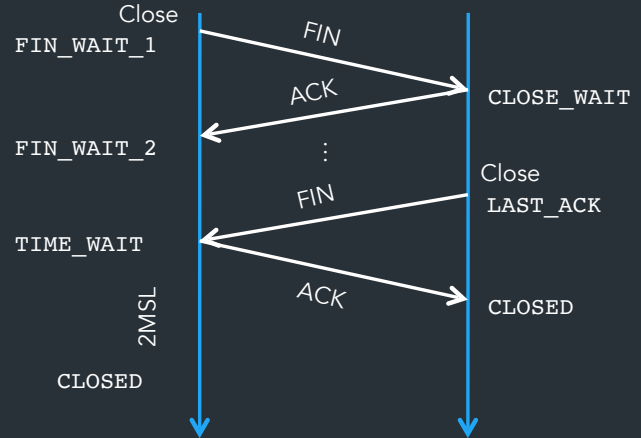 Close
FIN_WAIT_1
FIN
ACK
CLOSE_WAIT
FIN_WAIT_2
...
Close
FIN
LAST_ACK
TIME_WAIT
ACK
2MSL
CLOSED
CLOSED